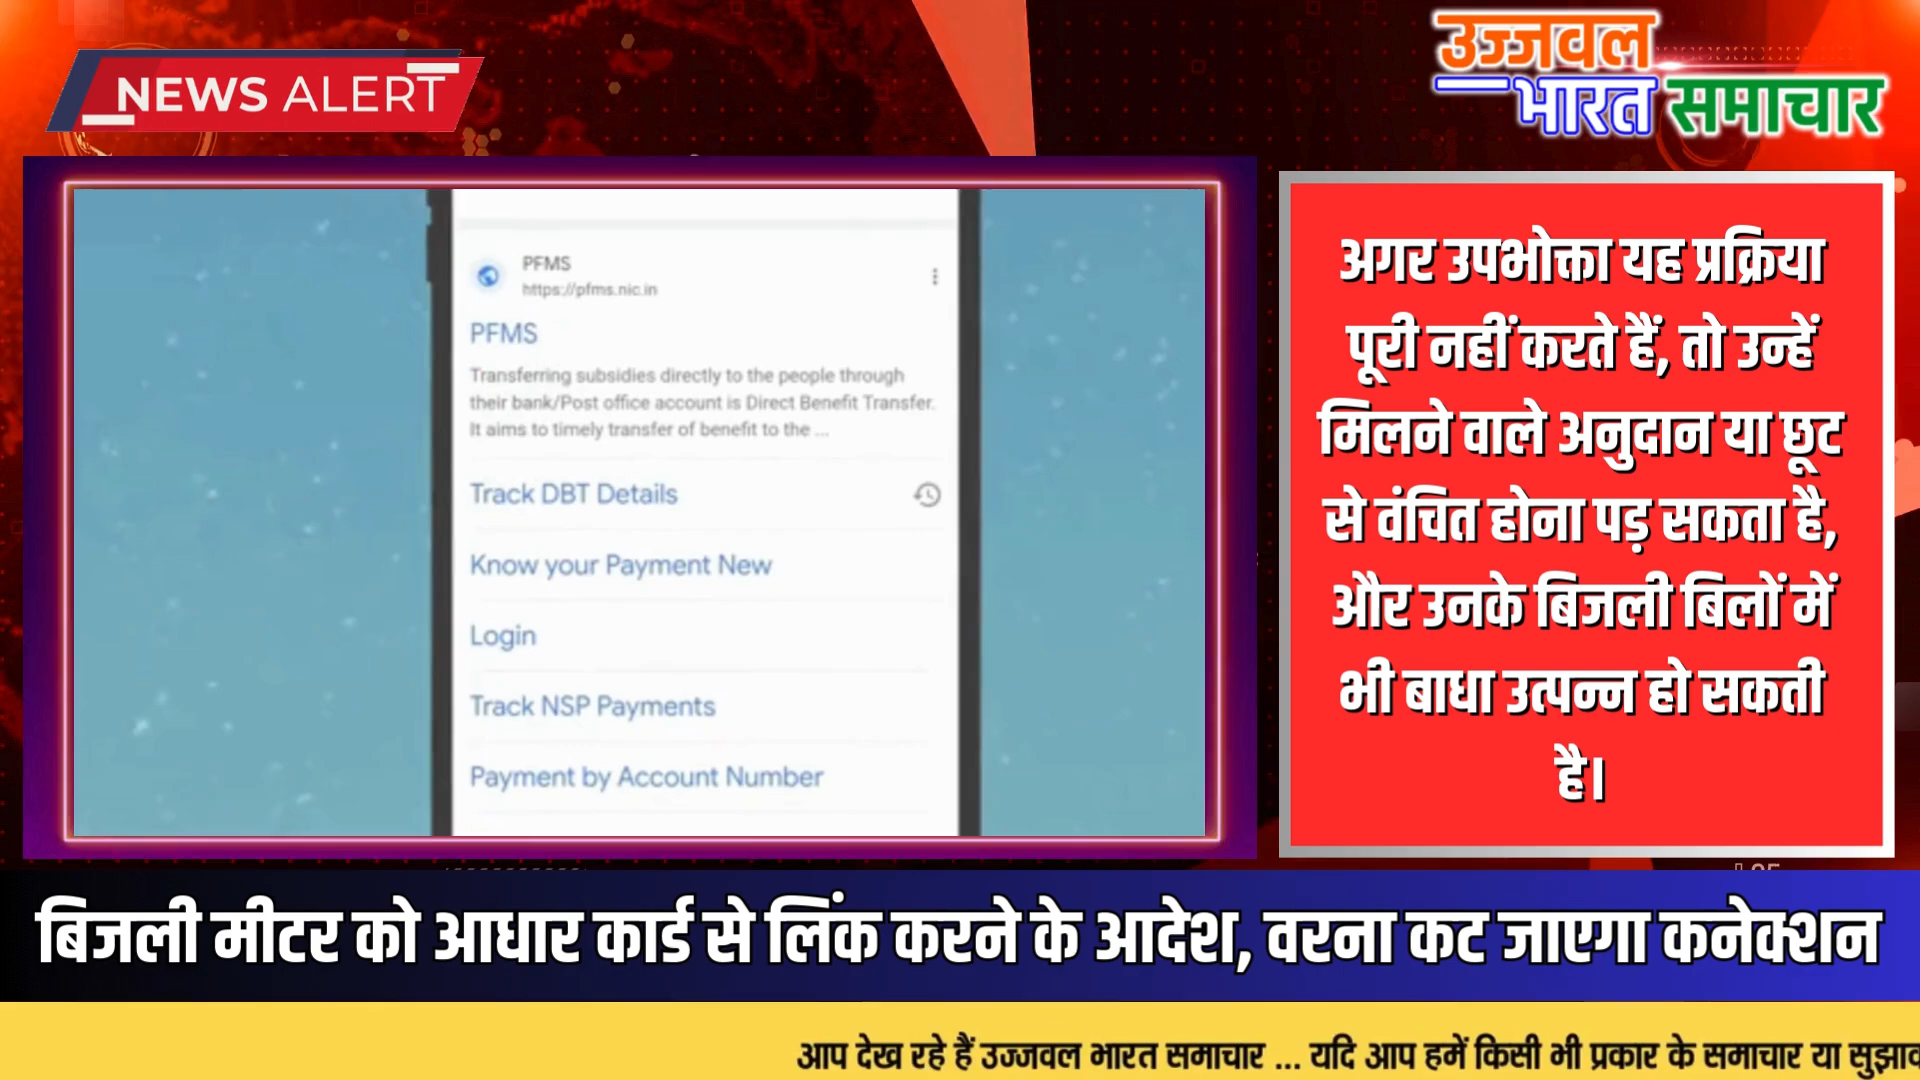 NEWS ALERT
उज्जवल
भारत समाचार
PFMS
https://pfms.nic.in
PFMS
Transferring subsidies directly to the people through
their bank/Post office account is Direct Benefit Transfer.
It aims to timely transfer of benefit to the ...
Track DBT Details
Know your Payment New
Login
Track NSP Payments
Payment by Account Number
अगर उपभोक्ता यह प्रक्रिया
पूरी नहीं करते हैं, तो उन्हें
मिलने वाले अनुदान या छूट
से वंचित होना पड़ सकता है,
और उनके बिजली बिलों में
भी बाधा उत्पन्न हो सकती
है।
बिजली मीटर को आधार कार्ड से लिंक करने के आदेश, वरना कट जाएगा कनेक्शन
आप देख रहे हैं उज्जवल भारत समाचार ... यदि आप हमें किसी भी प्रकार के समाचार या